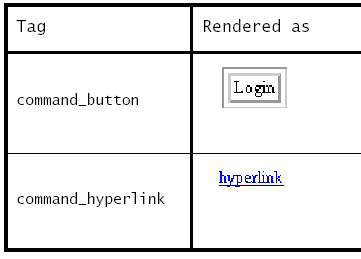 Tag Rendered as
command_button Login
command_hyperlink hyperlink